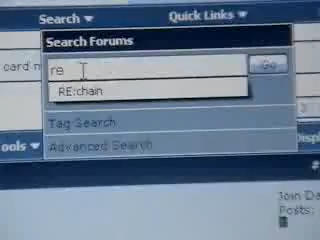 Search Quick Links
Search Forums
card n
re Go
RE:chain
Tag Search
Advanced Search
ools
Join Da
Posts: